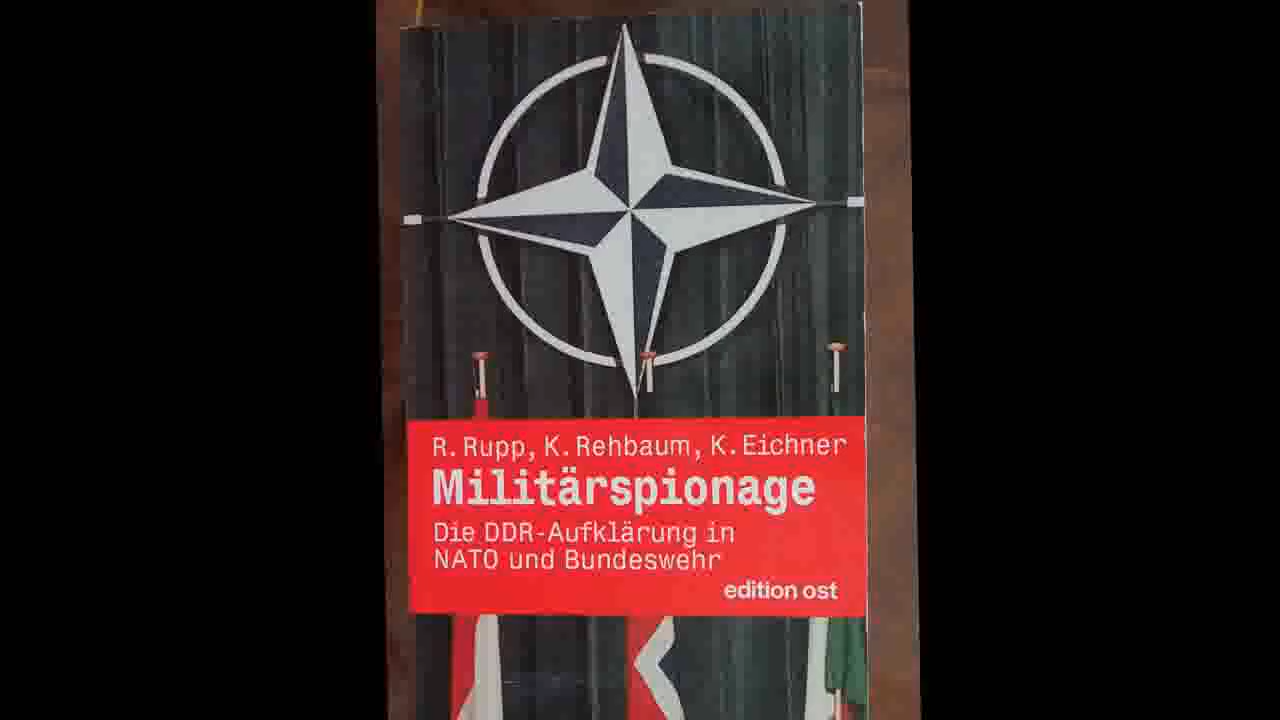 R. Rupp, K. Rehbaum, K. Eichner
Militärspionage
Die DDR-Aufklärung in
NATO und Bundeswehr
edition ost